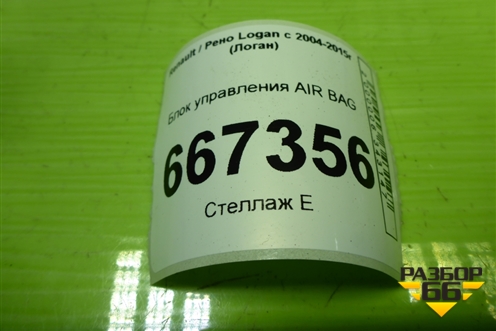 Renault / Рено Logan с 2004-2015г
(Логан)
Блок управления AIR BAG
667356
Стеллаж Е
РАЗБОР
66